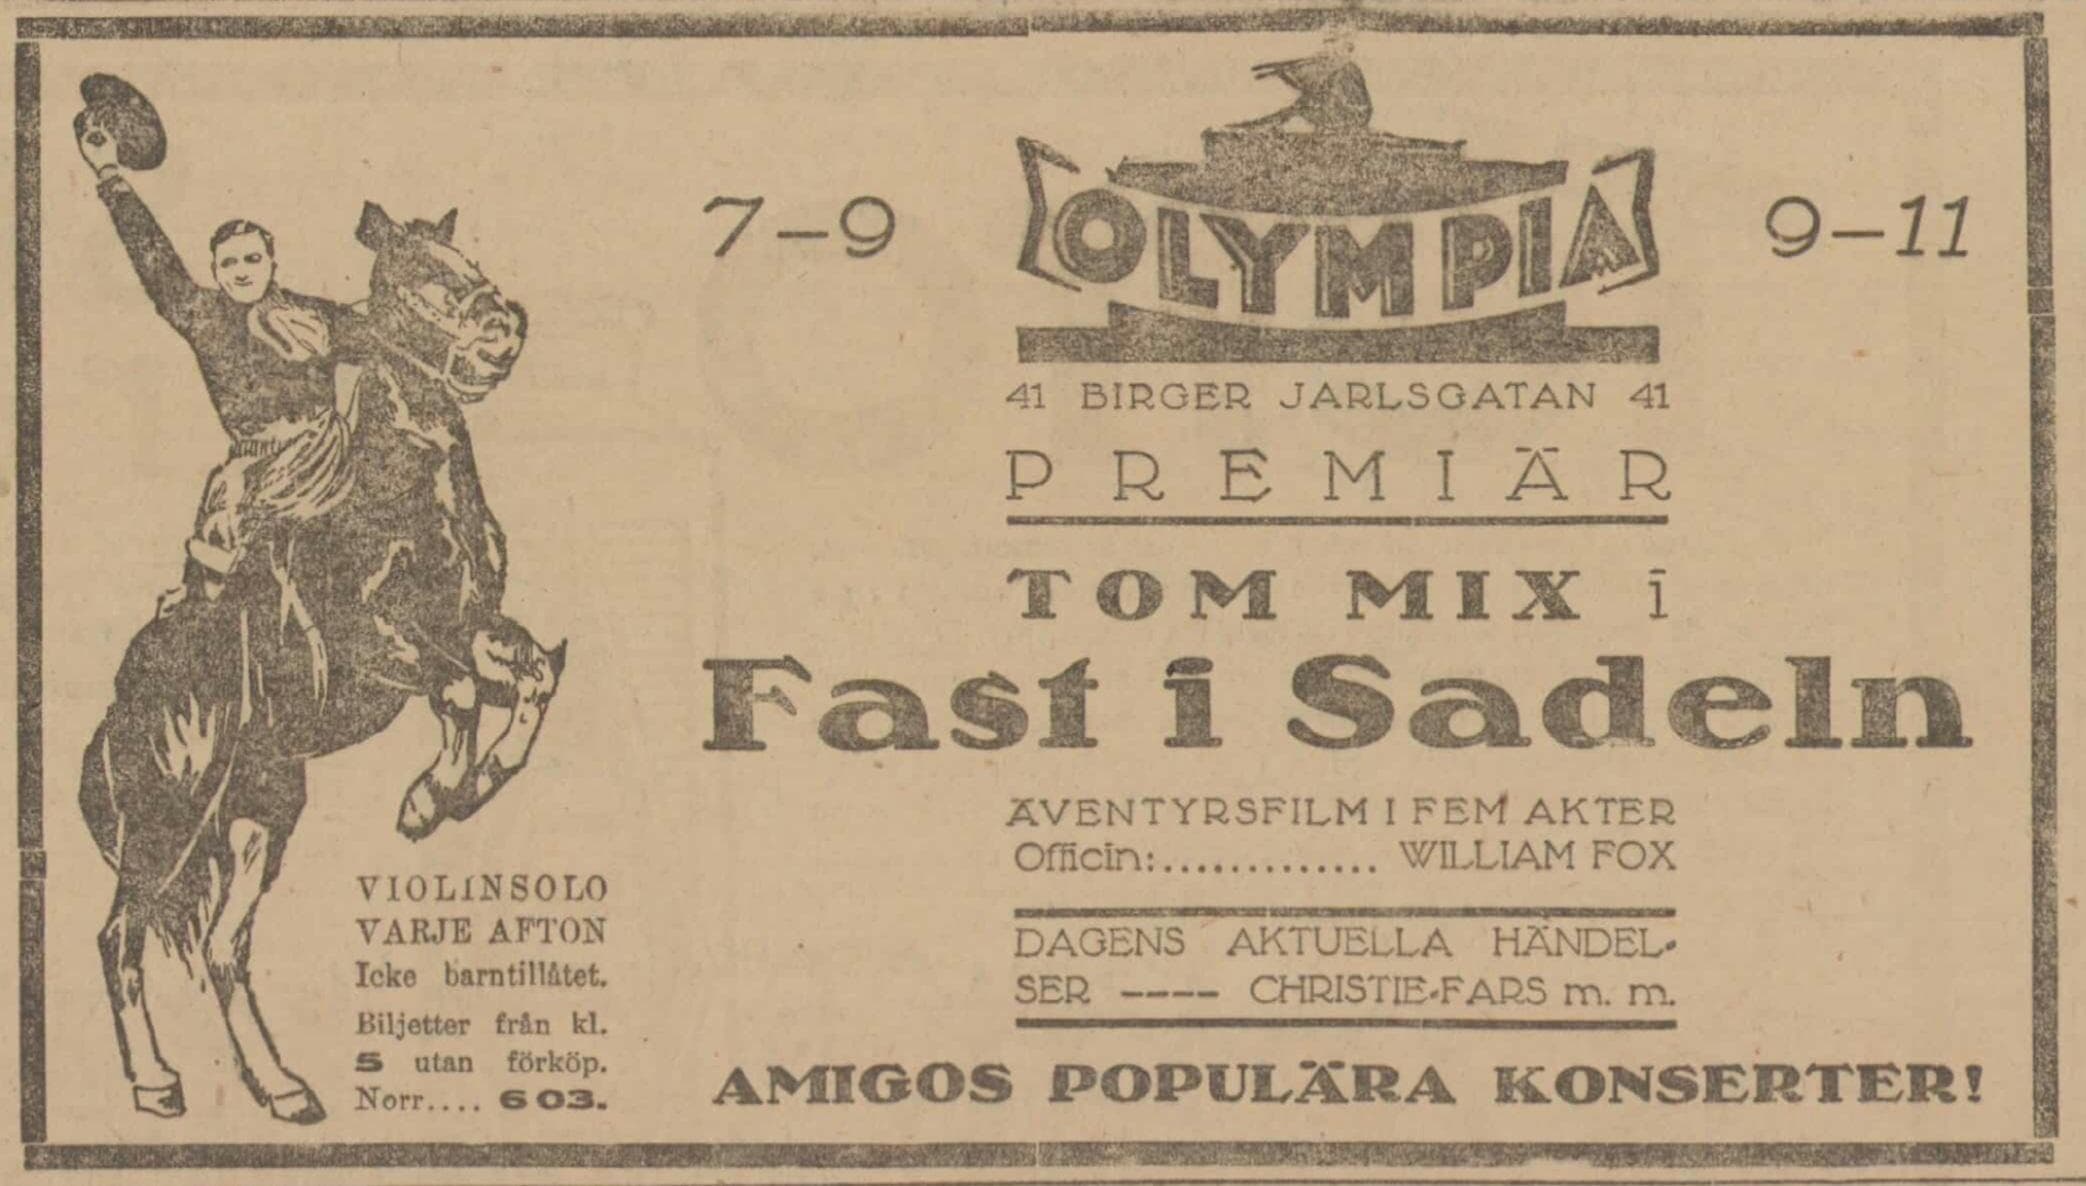 7–9
OLYMPIA
9–11
41 BIRGER JARLSGATAN 41
PREMIÄR
TOM MIX i
Fast i Sadeln
ÄVENTYRSFILM I FEM AKTER
Officin:.............. WILLIAM FOX
DAGENS AKTUELLA HÄNDEL-
SER ---- CHRISTIE-FARS m. m.
VIOLINSOLO
VARJE AFTON
Icke barntillåtet.
Biljetter från kl.
5 utan förköp.
Norr.... 603.
AMIGOS POPULÄRA KONSERTER!